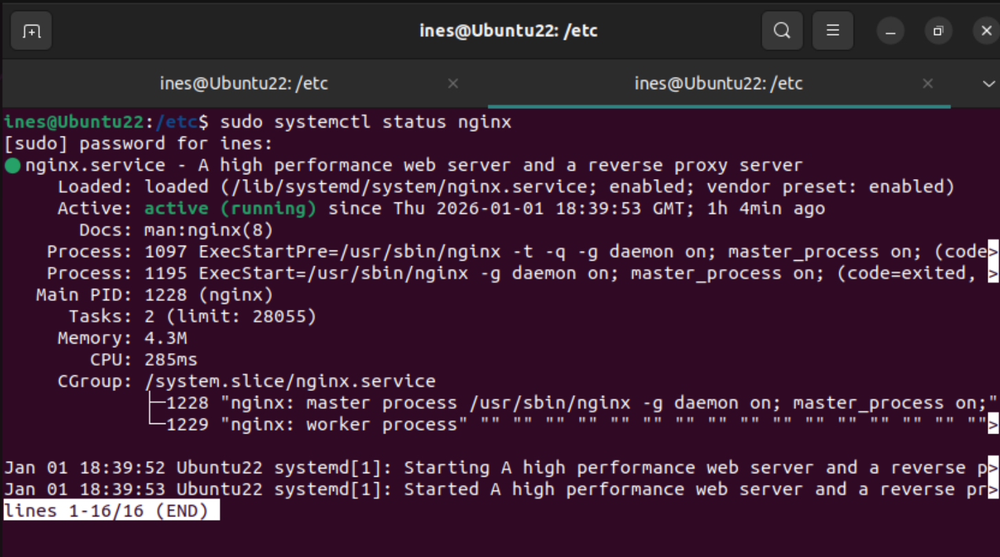 ines@Ubuntu22: /etc
ines@Ubuntu22: /etc × ines@Ubuntu22: /etc ×
ines@Ubuntu22:/etc$ sudo systemctl status nginx
[sudo] password for ines:
● nginx.service - A high performance web server and a reverse proxy server
     Loaded: loaded (/lib/systemd/system/nginx.service; enabled; vendor preset: enabled)
     Active: active (running) since Thu 2026-01-01 18:39:53 GMT; 1h 4min ago
       Docs: man:nginx(8)
    Process: 1097 ExecStartPre=/usr/sbin/nginx -t -q -g daemon on; master_process on; (code>
    Process: 1195 ExecStart=/usr/sbin/nginx -g daemon on; master_process on; (code=exited, >
   Main PID: 1228 (nginx)
      Tasks: 2 (limit: 28055)
     Memory: 4.3M
        CPU: 285ms
     CGroup: /system.slice/nginx.service
             ├─1228 "nginx: master process /usr/sbin/nginx -g daemon on; master_process on;"
             └─1229 "nginx: worker process" "" "" "" "" "" "" "" "" "" "" "" "" "" "" "" "">

Jan 01 18:39:52 Ubuntu22 systemd[1]: Starting A high performance web server and a reverse p>
Jan 01 18:39:53 Ubuntu22 systemd[1]: Started A high performance web server and a reverse pr>
lines 1-16/16 (END)